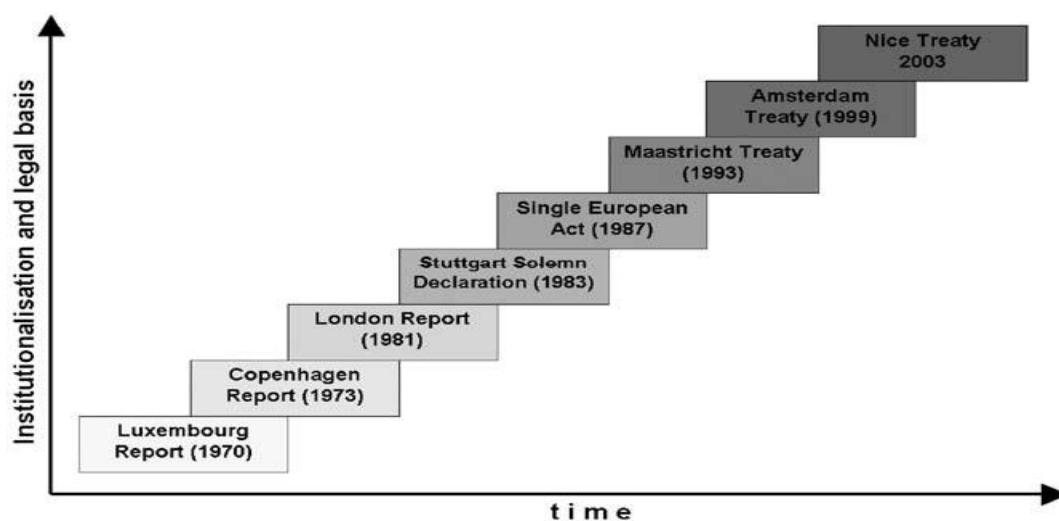 Nice Treaty
2003
Amsterdam
Treaty (1999)
Maastricht Treaty
(1993)
Single European
Act (1987)
Stuttgart Solemn
Declaration (1983)
London Report
(1981)
Copenhagen
Report (1973)
Luxembourg
Report (1970)
Institutionalisation and legal basis
time